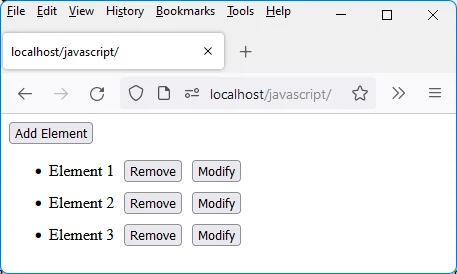 File Edit View History Bookmarks Tools Help
localhost/javascript/
localhost/javascript/
Add Element
Element 1 Remove Modify
Element 2 Remove Modify
Element 3 Remove Modify